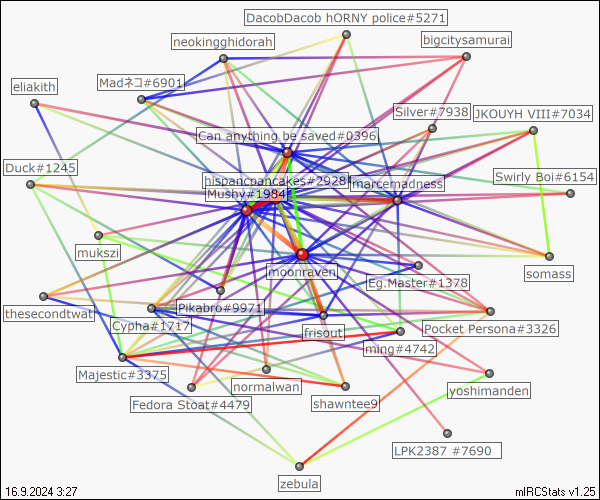 DacobDacob hORNY police#5271
neokingghidorah
bigcitysamurai
Madネコ#6901
eliakith
Silver#7938
JKOUYH VIII#7034
Can anything be saved#0396
Duck#1245
hispancpancakes#2928
marcemadness
Swirly Boi#6154
Mushy#1984
mukszi
moonraven
somass
Eg.Master#1378
thesecondtwat
Pikabro#9971
Cypha#1717
frisout
Pocket Persona#3326
ming#4742
Majestic#3375
normalwan
yoshimanden
Fedora Stoat#4479
shawntee9
LPK2387 #7690
zebula
16.9.2024 3:27
mIRCStats v1.25